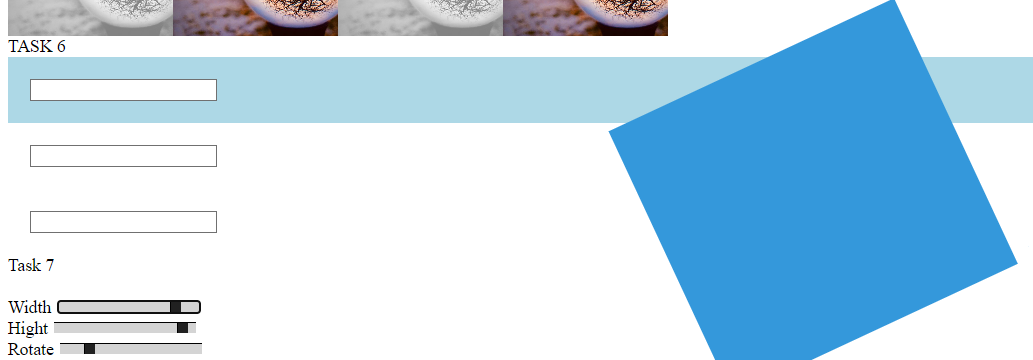 TASK 6
Task 7
Width
Hight
Rotate